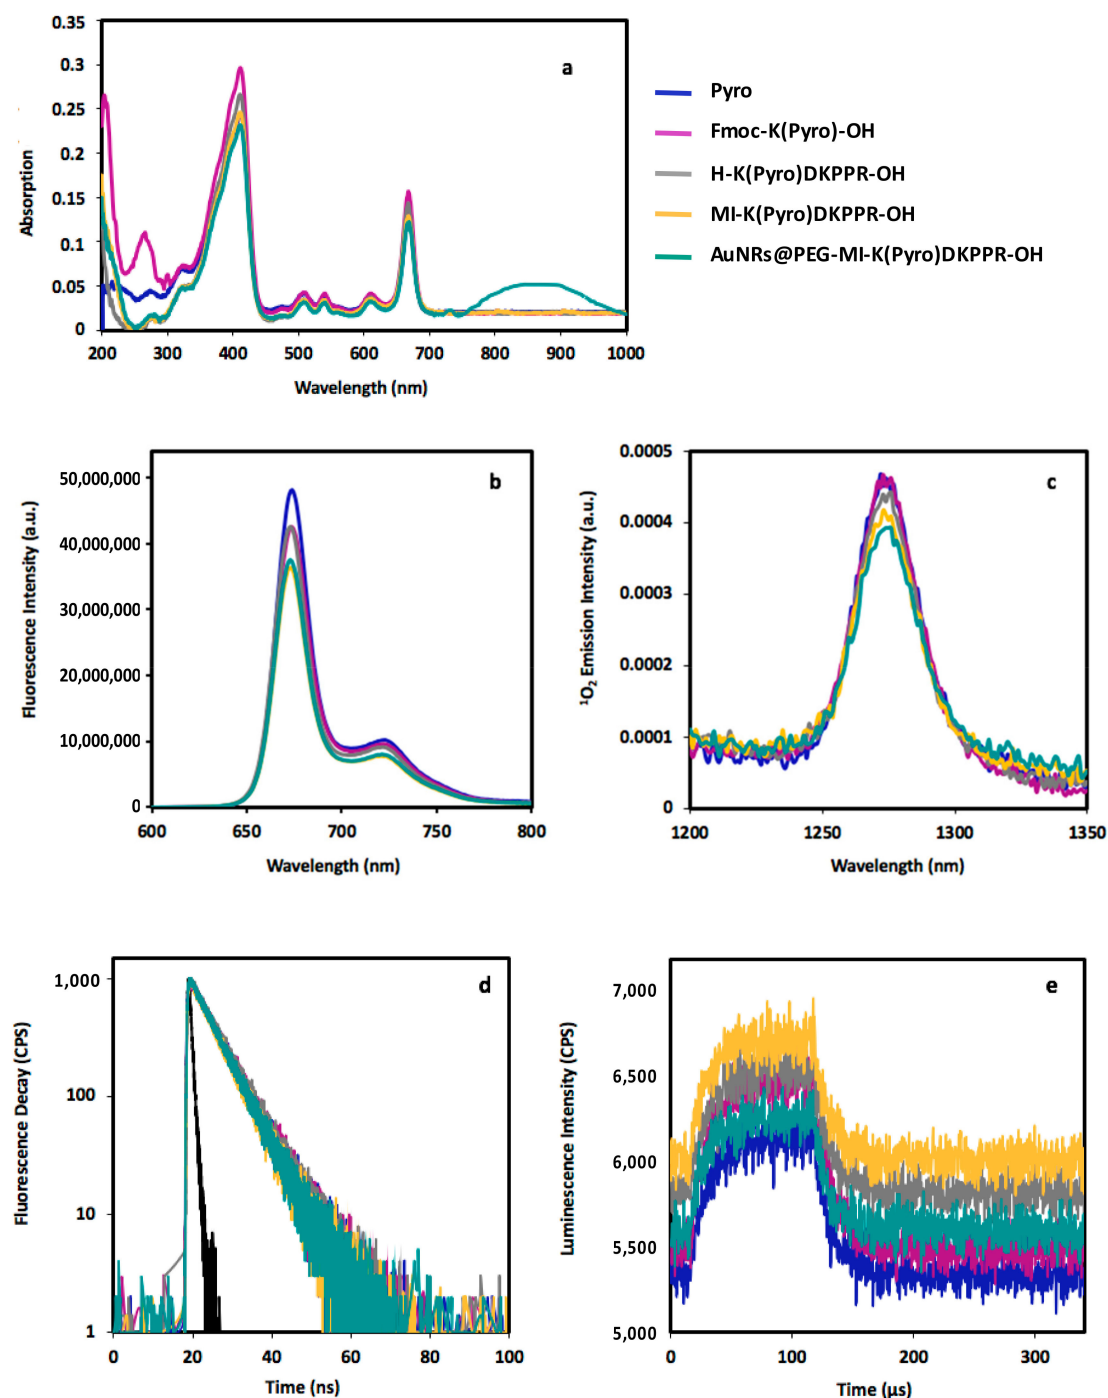 0.35
0.3
0.25
0.2
0.15
0.1
0.05
0
Absorption
a
200 300 400 500 600 700 800 900 1000
Wavelength (nm)
Pyro
Fmoc-K(Pyro)-OH
H-K(Pyro)DKPPR-OH
MI-K(Pyro)DKPPR-OH
AuNRs@PEG-MI-K(Pyro)DKPPR-OH
50,000,000
40,000,000
30,000,000
20,000,000
10,000,000
0
Fluorescence Intensity (a.u.)
b
600 650 700 750 800
Wavelength (nm)
0.0005
0.0004
0.0003
0.0002
0.0001
0
¹O₂ Emission Intensity (a.u.)
c
1200 1250 1300 1350
Wavelength (nm)
1,000
100
10
1
Fluorescence Decay (CPS)
d
0 20 40 60 80 100
Time (ns)
7,000
6,500
6,000
5,500
5,000
Luminescence Intensity (CPS)
e
0 100 200 300
Time (µs)